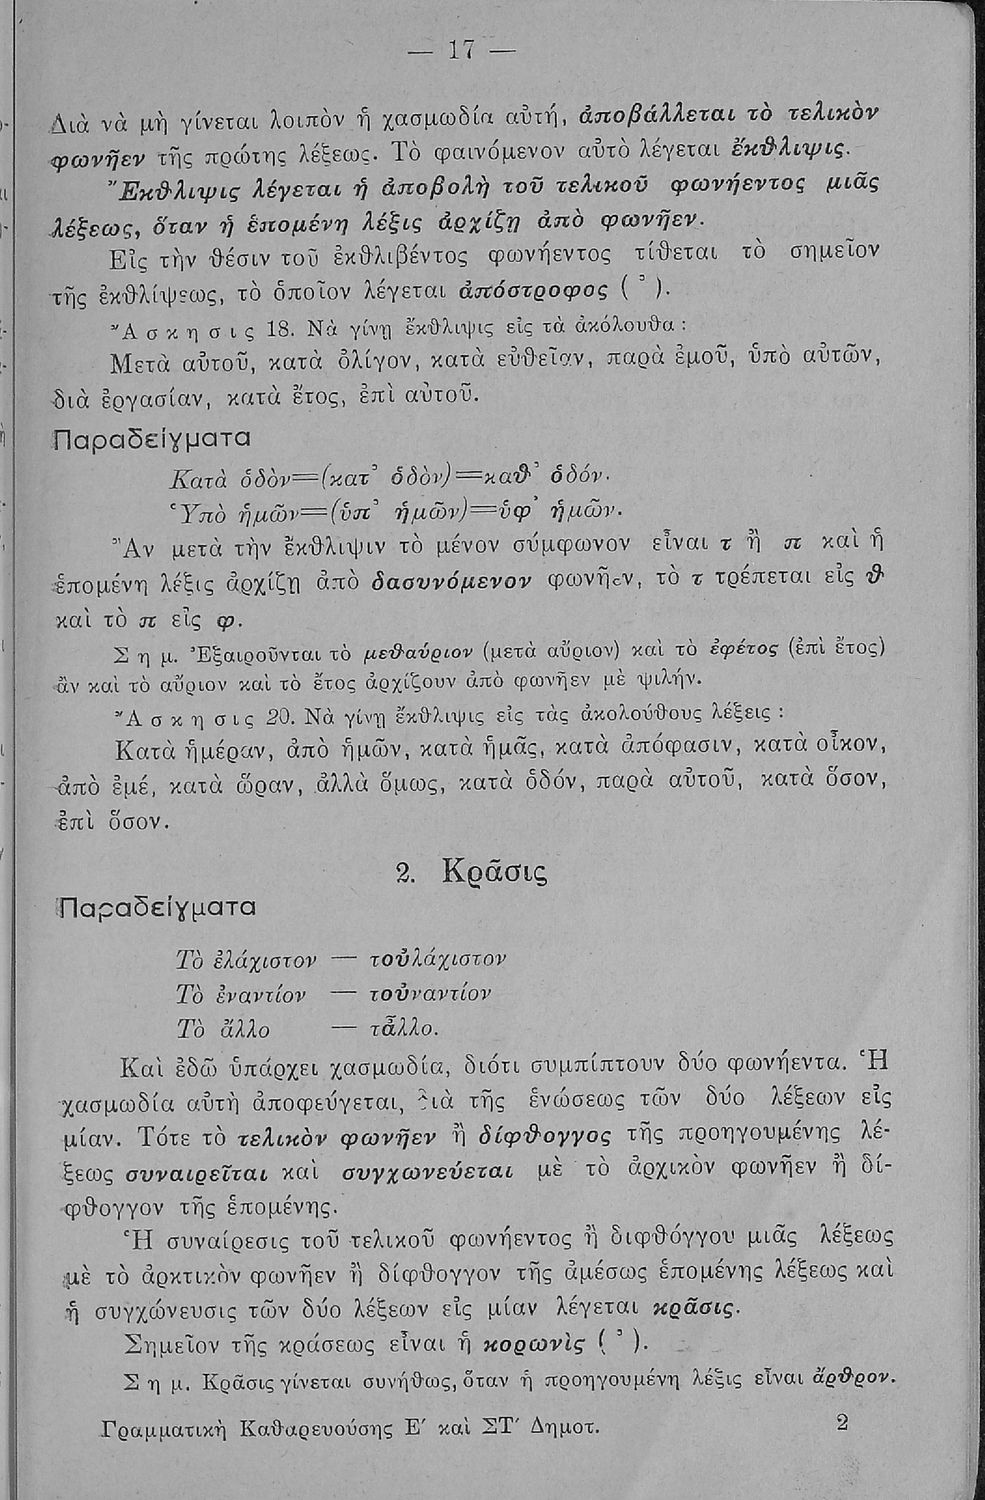 — 17 —
Διὰ νὰ μὴ γίνεται λοιπὸν ἡ χασμωδία αὐτή, ἀποβάλλεται τὸ τελικὸν
φωνῆεν τῆς πρώτης λέξεως. Τὸ φαινόμενον αὐτὸ λέγεται ἔκθλιψις.
Ἔκθλιψις λέγεται ἡ ἀποβολὴ τοῦ τελικοῦ φωνήεντος μιᾶς
λέξεως, ὅταν ἡ ἑπομένη λέξις ἀρχίζῃ ἀπὸ φωνῆεν.
Εἰς τὴν θέσιν τοῦ ἐκθλιβέντος φωνήεντος τίθεται τὸ σημεῖον
τῆς ἐκθλίψεως, τὸ ὁποῖον λέγεται ἀπόστροφος ( ᾿ ).
Ἄσκησις 18. Νὰ γίνῃ ἔκθλιψις εἰς τὰ ἀκόλουθα :
Μετὰ αὐτοῦ, κατὰ ὀλίγον, κατὰ εὐθεῖαν, παρὰ ἐμοῦ, ὑπὸ αὐτῶν,
διὰ ἐργασίαν, κατὰ ἔτος, ἐπὶ αὐτοῦ.
Παραδείγματα
Κατὰ ὁδὸν=(κατ᾿ ὁδὸν)=καθ᾿ ὁδόν.
Ὑπὸ ἡμῶν=(ὑπ᾿ ἡμῶν)=ὑφ᾿ ἡμῶν.
Ἂν μετὰ τὴν ἔκθλιψιν τὸ μένον σύμφωνον εἶναι τ ἢ π καὶ ἡ
ἑπομένη λέξις ἀρχίζῃ ἀπὸ δασυνόμενον φωνῆεν, τὸ τ τρέπεται εἰς θ
καὶ τὸ π εἰς φ.
Σημ. Ἐξαιροῦνται τὸ μεθαύριον (μετὰ αὔριον) καὶ τὸ ἐφέτος (ἐπὶ ἔτος)
ἂν καὶ τὸ αὔριον καὶ τὸ ἔτος ἀρχίζουν ἀπὸ φωνῆεν μὲ ψιλήν.
Ἄσκησις 20. Νὰ γίνῃ ἔκθλιψις εἰς τὰς ἀκολούθους λέξεις :
Κατὰ ἡμέραν, ἀπὸ ἡμῶν, κατὰ ἡμᾶς, κατὰ ἀπόφασιν, κατὰ οἶκον,
ἀπὸ ἐμέ, κατὰ ὥραν, ἀλλὰ ὅμως, κατὰ ὁδόν, παρὰ αὐτοῦ, κατὰ ὅσον,
ἐπὶ ὅσον.
2. Κρᾶσις
Παραδείγματα
Τὸ ἐλάχιστον — τοὐλάχιστον
Τὸ ἐναντίον — τοὐναντίον
Τὸ ἄλλο — τἆλλο.
Καὶ ἐδῶ ὑπάρχει χασμωδία, διότι συμπίπτουν δύο φωνήεντα. Ἡ
χασμωδία αὐτὴ ἀποφεύγεται, διὰ τῆς ἑνώσεως τῶν δύο λέξεων εἰς
μίαν. Τότε τὸ τελικὸν φωνῆεν ἢ δίφθογγος τῆς προηγουμένης λέ-
ξεως συναιρεῖται καὶ συγχωνεύεται μὲ τὸ ἀρχικὸν φωνῆεν ἢ δί-
φθογγον τῆς ἑπομένης.
Ἡ συναίρεσις τοῦ τελικοῦ φωνήεντος ἢ διφθόγγου μιᾶς λέξεως
μὲ τὸ ἀρκτικὸν φωνῆεν ἢ δίφθογγον τῆς ἀμέσως ἑπομένης λέξεως καὶ
ἡ συγχώνευσις τῶν δύο λέξεων εἰς μίαν λέγεται κρᾶσις.
Σημεῖον τῆς κράσεως εἶναι ἡ κορωνὶς ( ᾿ ).
Σημ. Κρᾶσις γίνεται συνήθως, ὅταν ἡ προηγουμένη λέξις εἶναι ἄρθρον.
Γραμματικὴ Καθαρευούσης Ε΄ καὶ ΣΤ΄ Δημοτ. 2